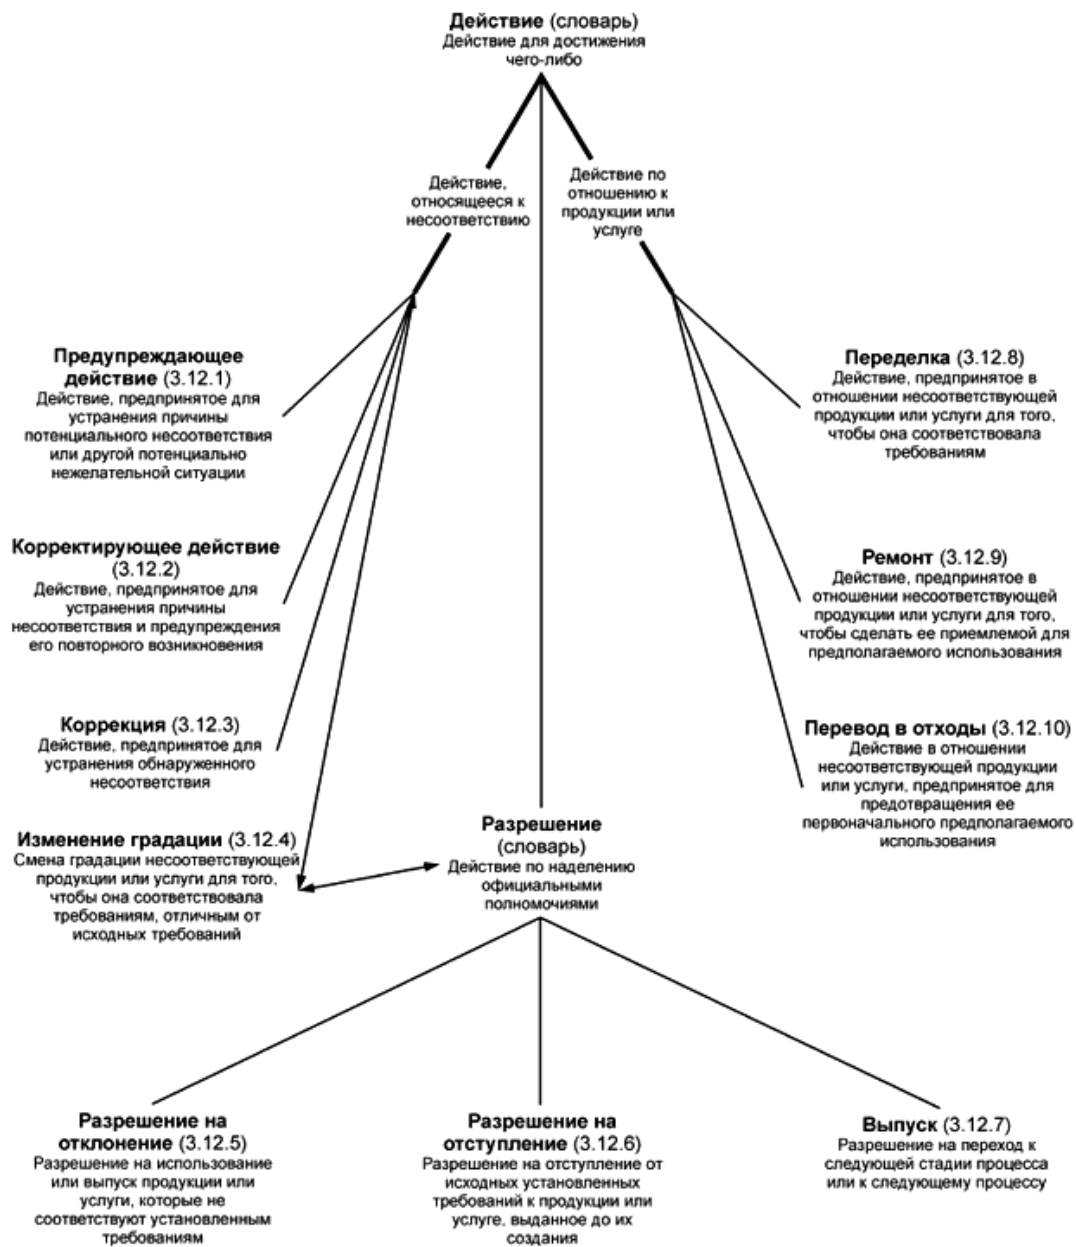 Действие (словарь)
Действие для достижения
чего-либо
Действие,
относящееся к
несоответствию
Действие по
отношению к
продукции или
услуге
Предупреждающее
действие (3.12.1)
Действие, предпринятое для
устранения причины
потенциального несоответствия
или другой потенциально
нежелательной ситуации
Корректирующее действие
(3.12.2)
Действие, предпринятое для
устранения причины
несоответствия и предупреждения
его повторного возникновения
Коррекция (3.12.3)
Действие, предпринятое для
устранения обнаруженного
несоответствия
Изменение градации (3.12.4)
Смена градации несоответствующей
продукции или услуги для того,
чтобы она соответствовала
требованиям, отличным от
исходных требований
Переделка (3.12.8)
Действие, предпринятое в
отношении несоответствующей
продукции или услуги для того,
чтобы она соответствовала
требованиям
Ремонт (3.12.9)
Действие, предпринятое в
отношении несоответствующей
продукции или услуги для того,
чтобы сделать ее приемлемой для
предполагаемого использования
Перевод в отходы (3.12.10)
Действие в отношении
несоответствующей продукции
или услуги, предпринятое для
предотвращения ее
первоначального предполагаемого
использования
Разрешение
(словарь)
Действие по наделению
официальными
полномочиями
Разрешение на
отклонение (3.12.5)
Разрешение на использование
или выпуск продукции или
услуги, которые не
соответствуют установленным
требованиям
Разрешение на
отступление (3.12.6)
Разрешение на отступление от
исходных установленных
требований к продукции или
услуге, выданное до их
создания
Выпуск (3.12.7)
Разрешение на переход к
следующей стадии процесса
или к следующему процессу